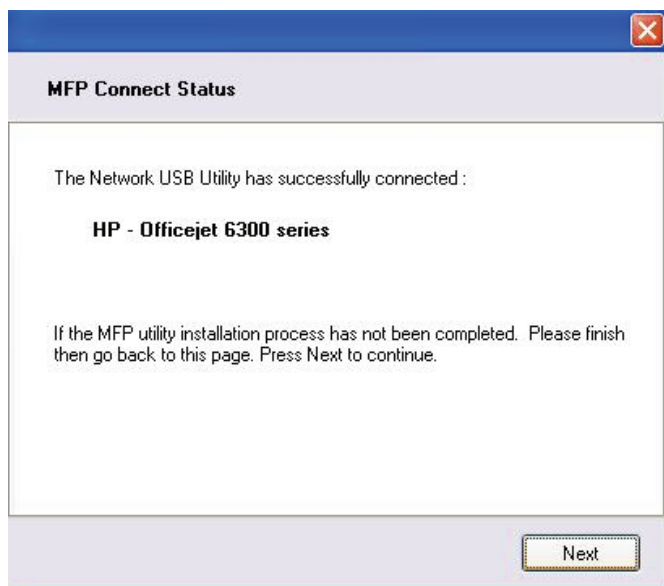 MFP Connect Status
The Network USB Utility has successfully connected :
HP - Officejet 6300 series
If the MFP utility installation process has not been completed.  Please finish
then go back to this page. Press Next to continue.
Next